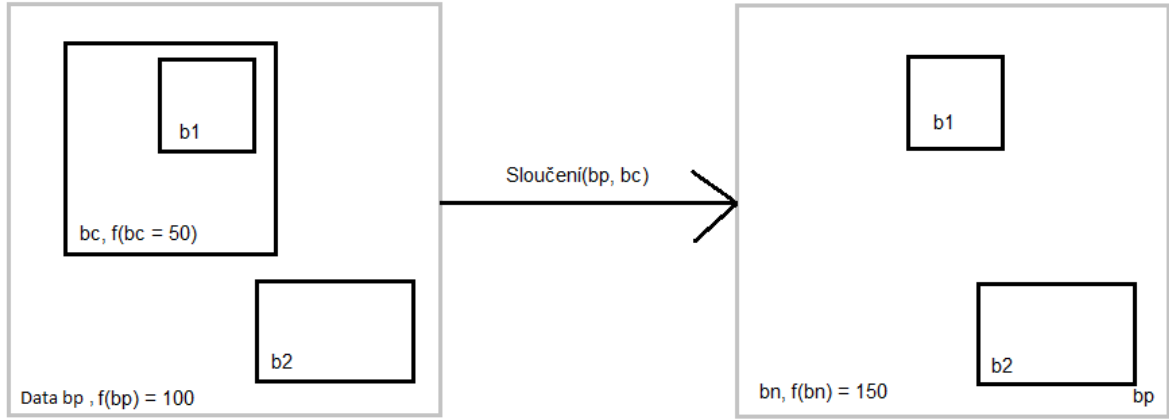 b1
bc, f(bc = 50)
b2
Data bp , f(bp) = 100
Sloučení(bp, bc)
b1
b2
bn, f(bn) = 150
bp